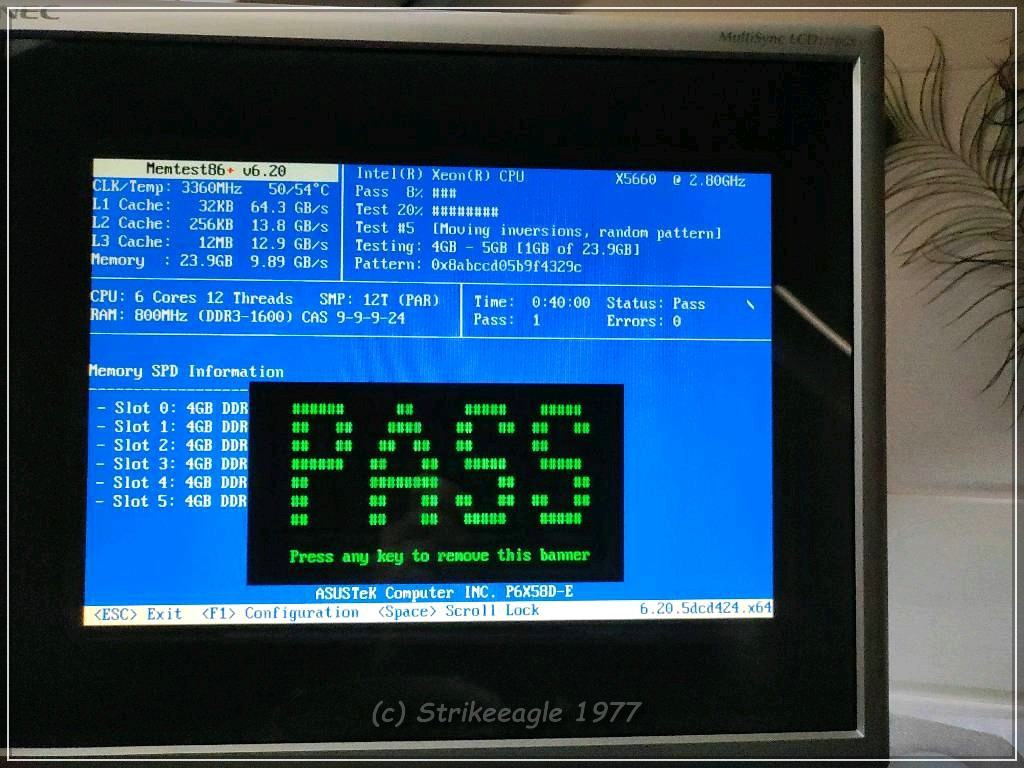 NEC
MultiSync LCD
Memtest86+ v6.20
Intel(R) Xeon(R) CPU X5660 @ 2.80GHz
CLK/Temp: 3360MHz 50/54°C
Pass 8% ###
L1 Cache: 32KB 64.3 GB/s
Test 20% ########
L2 Cache: 256KB 13.8 GB/s
Test #5 [Moving inversions, random pattern]
L3 Cache: 12MB 12.9 GB/s
Testing: 4GB - 5GB [1GB of 23.9GB]
Memory : 23.9GB 9.89 GB/s
Pattern: 0x8abccd05b9f4329c
CPU: 6 Cores 12 Threads SMP: 12T (PAR)
Time: 0:40:00 Status: Pass \
RAM: 800MHz (DDR3-1600) CAS 9-9-9-24
Pass: 1 Errors: 0
Memory SPD Information
- Slot 0: 4GB DDR
- Slot 1: 4GB DDR
- Slot 2: 4GB DDR
- Slot 3: 4GB DDR
- Slot 4: 4GB DDR
- Slot 5: 4GB DDR
PASS
Press any key to remove this banner
ASUSTeK Computer INC. P6X58D-E
<ESC> Exit <F1> Configuration <Space> Scroll Lock 6.20.5dcd424.x64
(c) Strikeeagle 1977